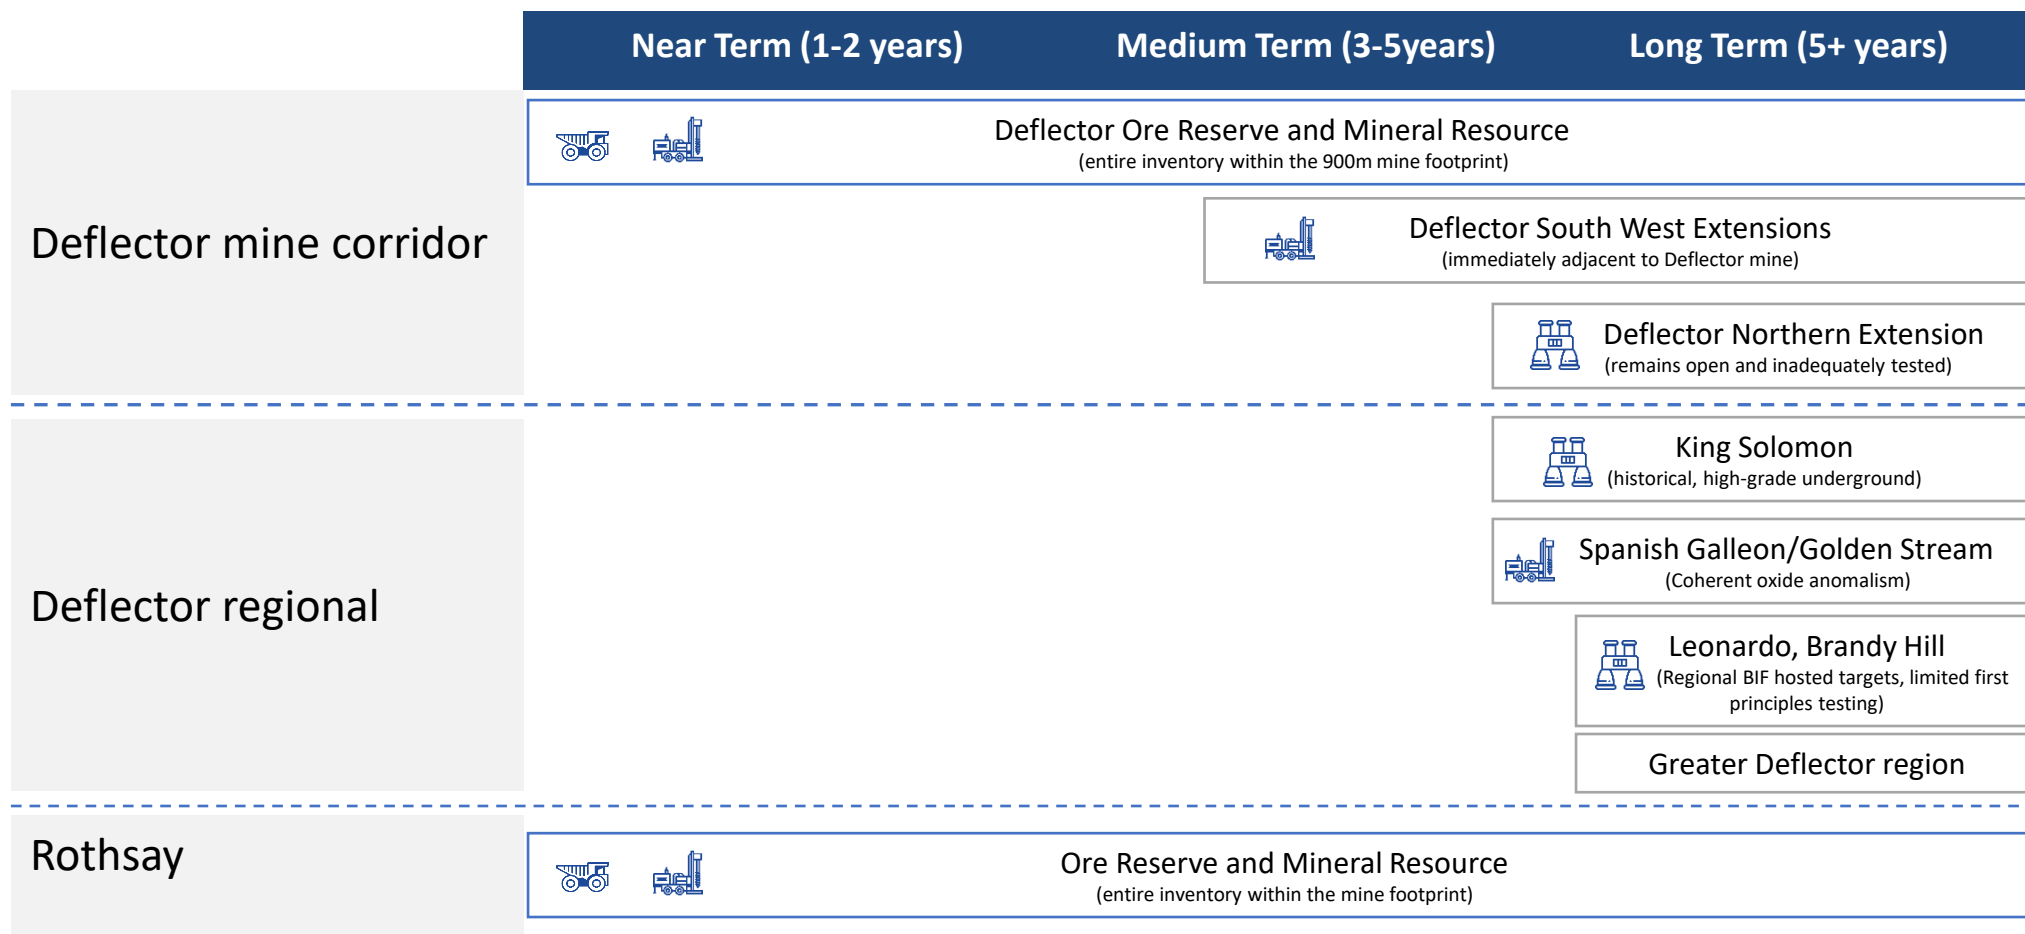 Near Term (1-2 years)
Medium Term (3-5years)
Long Term (5+ years)
Deflector mine corridor
Deflector Ore Reserve and Mineral Resource
(entire inventory within the 900m mine footprint)
Deflector South West Extensions
(immediately adjacent to Deflector mine)
Deflector Northern Extension
(remains open and inadequately tested)
Deflector regional
King Solomon
(historical, high-grade underground)
Spanish Galleon/Golden Stream
(Coherent oxide anomalism)
Leonardo, Brandy Hill
(Regional BIF hosted targets, limited first
principles testing)
Greater Deflector region
Rothsay
Ore Reserve and Mineral Resource
(entire inventory within the mine footprint)